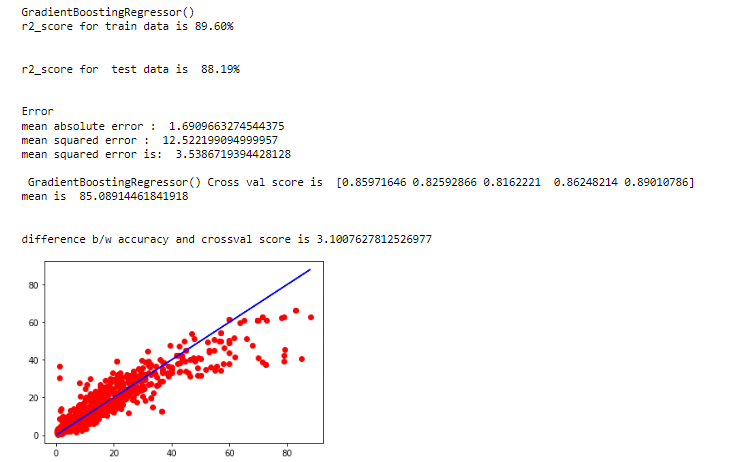 GradientBoostingRegressor()
r2_score for train data is 89.60%
r2_score for  test data is  88.19%
Error
mean absolute error :  1.6909663274544375
mean squared error :  12.522199094999957
mean squared error is:  3.5386719394428128
GradientBoostingRegressor() Cross val score is  [0.85971646 0.82592866 0.8162221  0.86248214 0.89010786]
mean is  85.08914461841918
difference b/w accuracy and crossval score is 3.1007627812526977
80
60
40
20
0
0 20 40 60 80